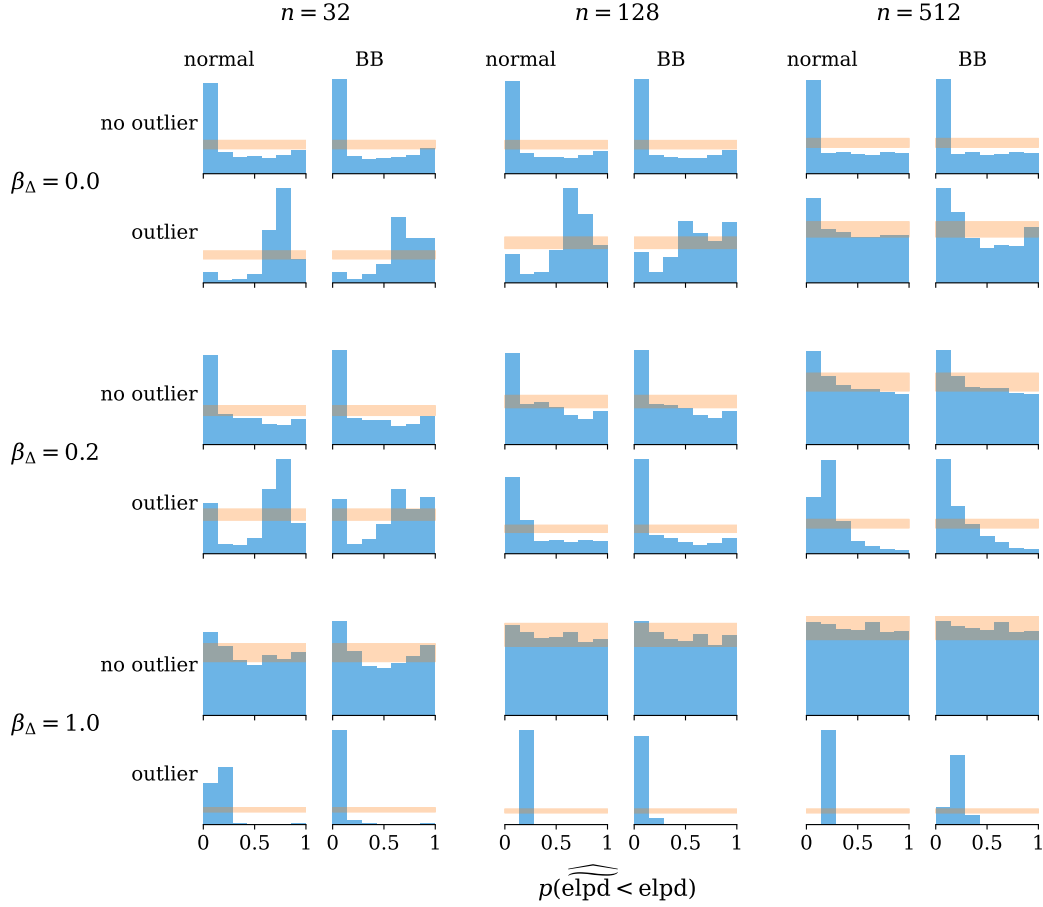 n = 32 n = 128 n = 512
normal BB normal BB normal BB
no outlier
β_Δ = 0.0
outlier
no outlier
β_Δ = 0.2
outlier
no outlier
β_Δ = 1.0
outlier
0 0.5 1 0 0.5 1 0 0.5 1 0 0.5 1 0 0.5 1 0 0.5 1
p(\widehat{\widetilde{elpd}} < elpd)